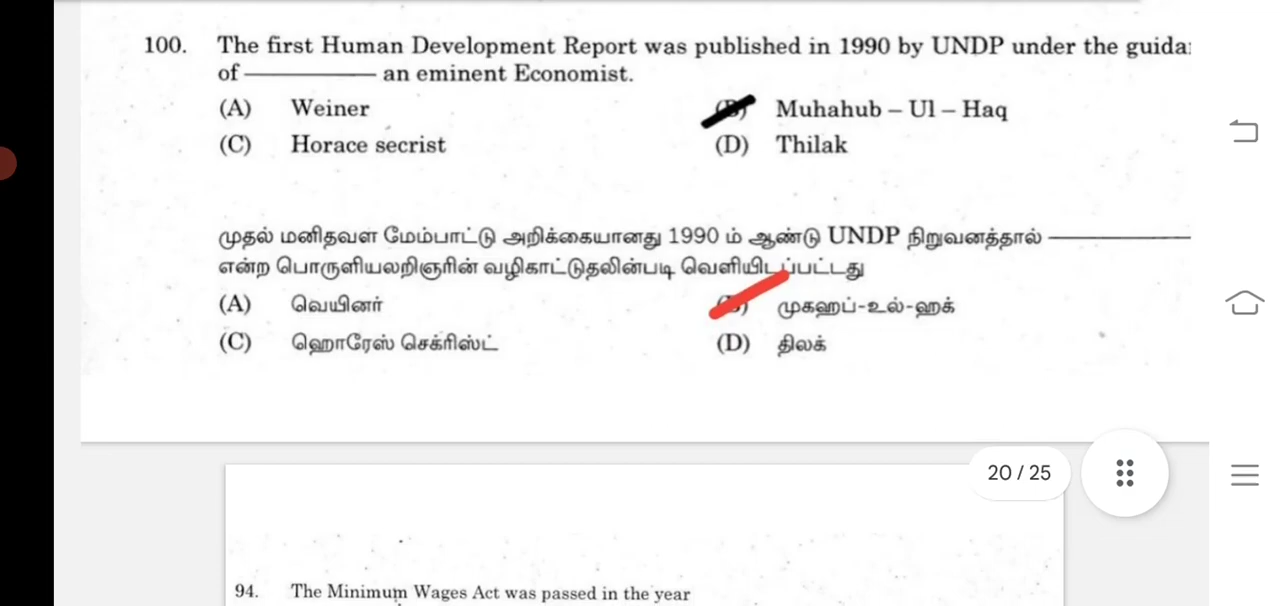 100. The first Human Development Report was published in 1990 by UNDP under the
of ———— an eminent Economist.
(A) Weiner
Muhahub – Ul – Haq
(C) Horace secrist
(D) Thilak
முதல் மனிதவள மேம்பாட்டு அறிக்கையானது 1990 ம் ஆண்டு UNDP நிறுவனத்தால் ————
என்ற பொருளியலறிஞரின் வழிகாட்டுதலின்படி வெளியிடப்பட்டது
(A) வெயினர்
முகஹப்-உல்-ஹக்
(C) ஹொரேஸ் செக்ரிஸ்ட்
(D) திலக்
20 / 25
94. The Minimum Wages Act was passed in the year